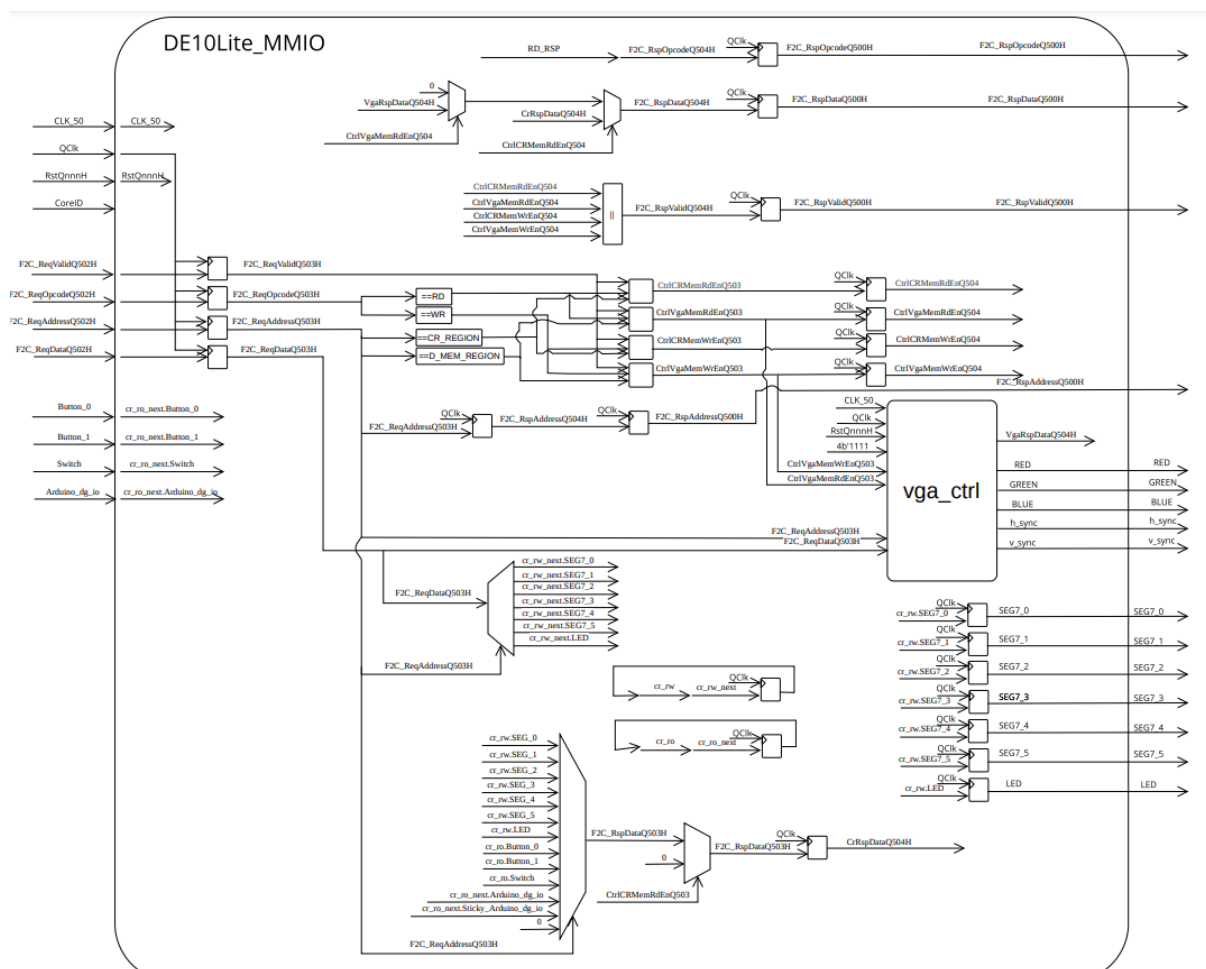 DE10Lite_MMIO
RD_RSP
F2C_RspOpcodeQ504H
QClk
F2C_RspOpcodeQ500H
F2C_RspOpcodeQ500H
0
VgaRspDataQ504H
CtrlVgaMemRdEnQ504
CrRspDataQ504H
CtrlCRMemRdEnQ504
F2C_RspDataQ504H
QClk
F2C_RspDataQ500H
F2C_RspDataQ500H
CLK_50
CLK_50
QClk
RstQnnnH
RstQnnnH
CoreID
CtrlCRMemRdEnQ504
CtrlVgaMemRdEnQ504
CtrlCRMemWrEnQ504
CtrlVgaMemWrEnQ504
||
F2C_RspValidQ504H
QClk
F2C_RspValidQ500H
F2C_RspValidQ500H
F2C_ReqValidQ502H
F2C_ReqValidQ503H
F2C_ReqOpcodeQ502H
F2C_ReqOpcodeQ503H
F2C_ReqAddressQ502H
F2C_ReqAddressQ503H
F2C_ReqDataQ502H
F2C_ReqDataQ503H
==RD
==WR
==CR_REGION
==D_MEM_REGION
CtrlCRMemRdEnQ503
QClk
CtrlCRMemRdEnQ504
CtrlVgaMemRdEnQ503
QClk
CtrlVgaMemRdEnQ504
CtrlCRMemWrEnQ503
QClk
CtrlCRMemWrEnQ504
CtrlVgaMemWrEnQ503
QClk
CtrlVgaMemWrEnQ504
F2C_RspAddressQ500H
Button_0
cr_ro_next.Button_0
Button_1
cr_ro_next.Button_1
Switch
cr_ro_next.Switch
Arduino_dg_io
cr_ro_next.Arduino_dg_io
F2C_ReqAddressQ503H
QClk
F2C_RspAddressQ504H
QClk
F2C_RspAddressQ500H
CLK_50
QClk
RstQnnnH
4b'1111
CtrlVgaMemWrEnQ503
CtrlVgaMemRdEnQ503
F2C_ReqAddressQ503H
F2C_ReqDataQ503H
vga_ctrl
VgaRspDataQ504H
RED
RED
GREEN
GREEN
BLUE
BLUE
h_sync
h_sync
v_sync
v_sync
F2C_ReqDataQ503H
F2C_ReqAddressQ503H
cr_rw_next.SEG7_0
cr_rw_next.SEG7_1
cr_rw_next.SEG7_2
cr_rw_next.SEG7_3
cr_rw_next.SEG7_4
cr_rw_next.SEG7_5
cr_rw_next.LED
cr_rw
cr_rw_next
QClk
cr_ro
cr_ro_next
QClk
QClk
cr_rw.SEG7_0
SEG7_0
SEG7_0
QClk
cr_rw.SEG7_1
SEG7_1
SEG7_1
QClk
cr_rw.SEG7_2
SEG7_2
SEG7_2
QClk
cr_rw.SEG7_3
SEG7_3
SEG7_3
QClk
cr_rw.SEG7_4
SEG7_4
SEG7_4
QClk
cr_rw.SEG7_5
SEG7_5
SEG7_5
QClk
cr_rw.LED
LED
LED
cr_rw.SEG_0
cr_rw.SEG_1
cr_rw.SEG_2
cr_rw.SEG_3
cr_rw.SEG_4
cr_rw.SEG_5
cr_rw.LED
cr_ro.Button_0
cr_ro.Button_1
cr_ro.Switch
cr_ro_next.Arduino_dg_io
cr_ro_next.Sticky_Arduino_dg_io
0
F2C_ReqAddressQ503H
F2C_RspDataQ503H
0
CtrlCRMemRdEnQ503
F2C_RspDataQ503H
QClk
CrRspDataQ504H